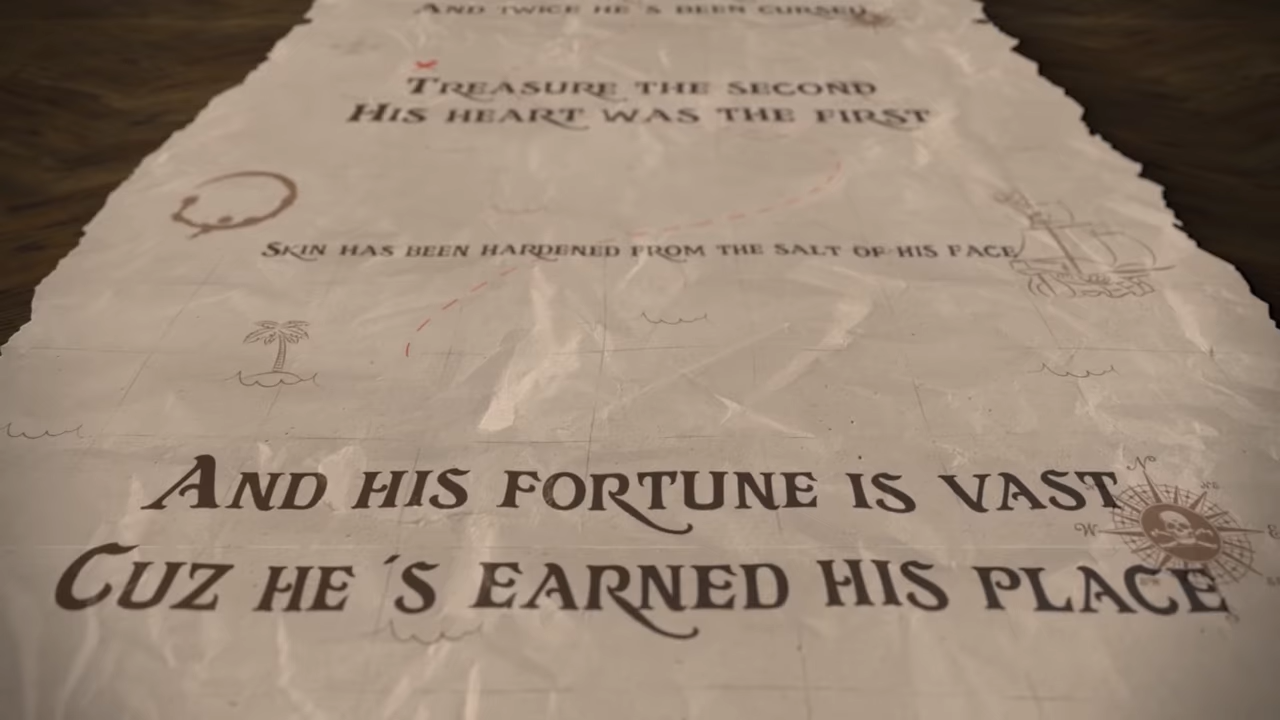 And twice he´s been cursed
Treasure the second
His heart was the first
Skin has been hardened from the salt of his face
And his fortune is vast
Cuz he´s earned his place
N
W
E